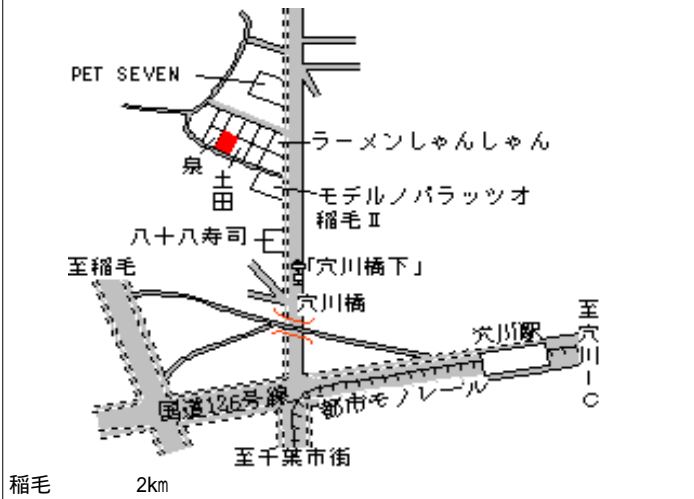 PET SEVEN
ラーメンしゃんしゃん
泉
土田
モデルノパラッツオ
稲毛Ⅱ
八十八寿司
至稲毛
「穴川橋下」
穴川橋
至穴川IC
穴川駅
国道126号線
都市モノレール
至千葉市街
稲毛 2km